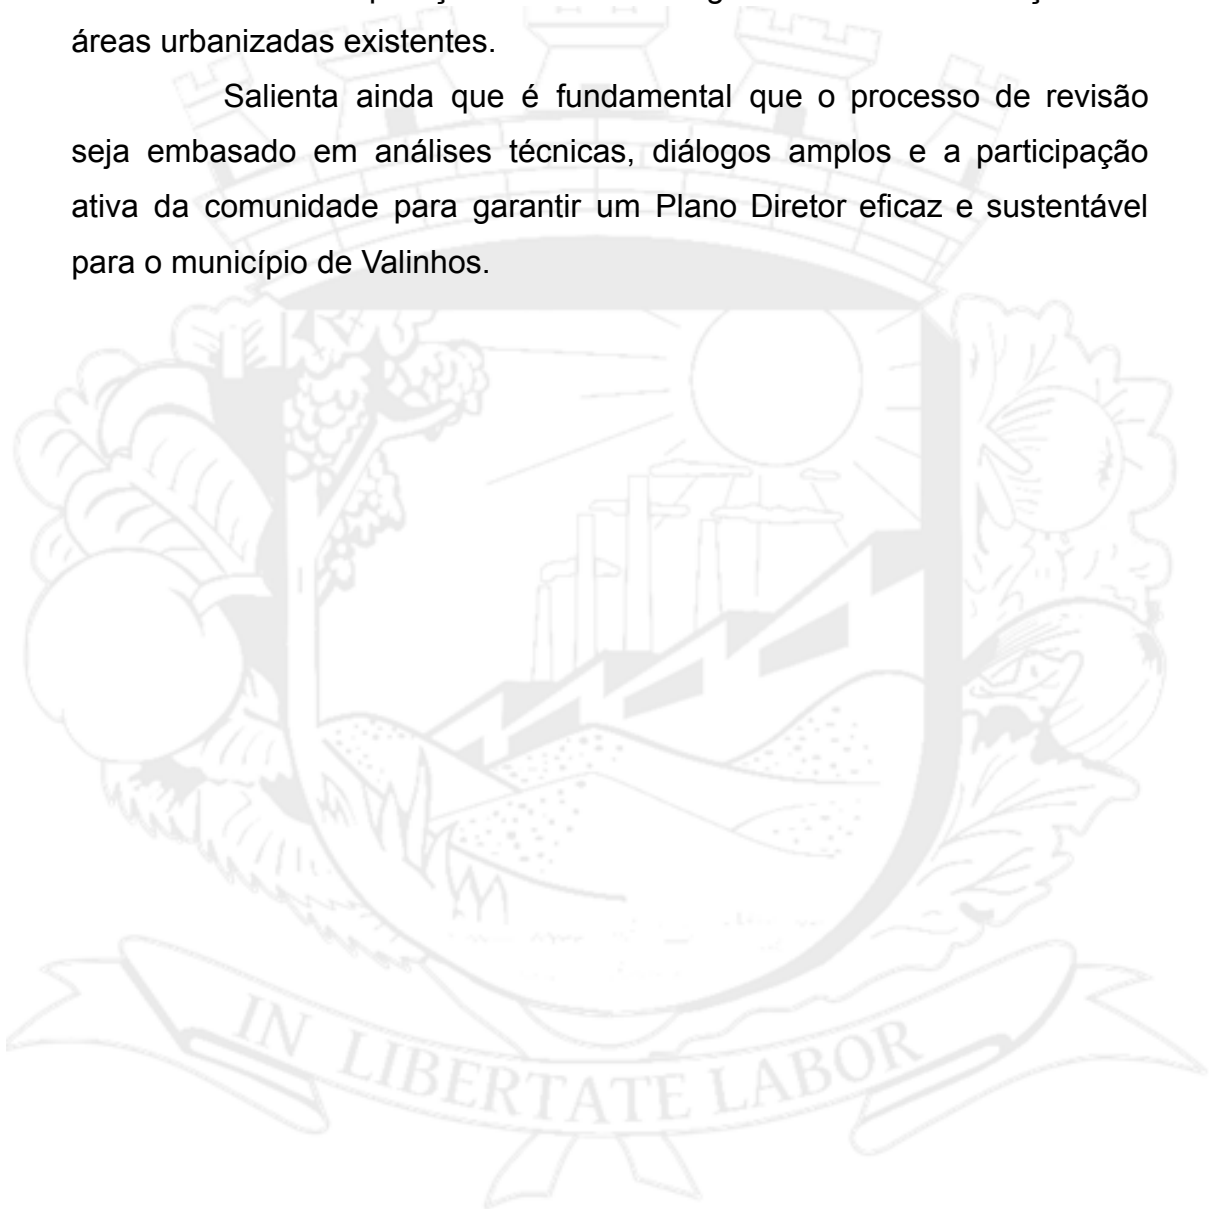 áreas urbanizadas existentes.
Salienta ainda que é fundamental que o processo de revisão
seja embasado em análises técnicas, diálogos amplos e a participação
ativa da comunidade para garantir um Plano Diretor eficaz e sustentável
para o município de Valinhos.
IN LIBERTATE LABOR